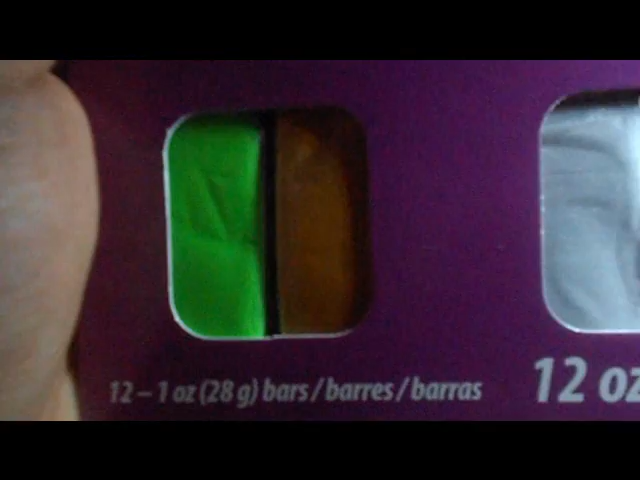 12 – 1 oz (28 g) bars / barres / barras
12 oz